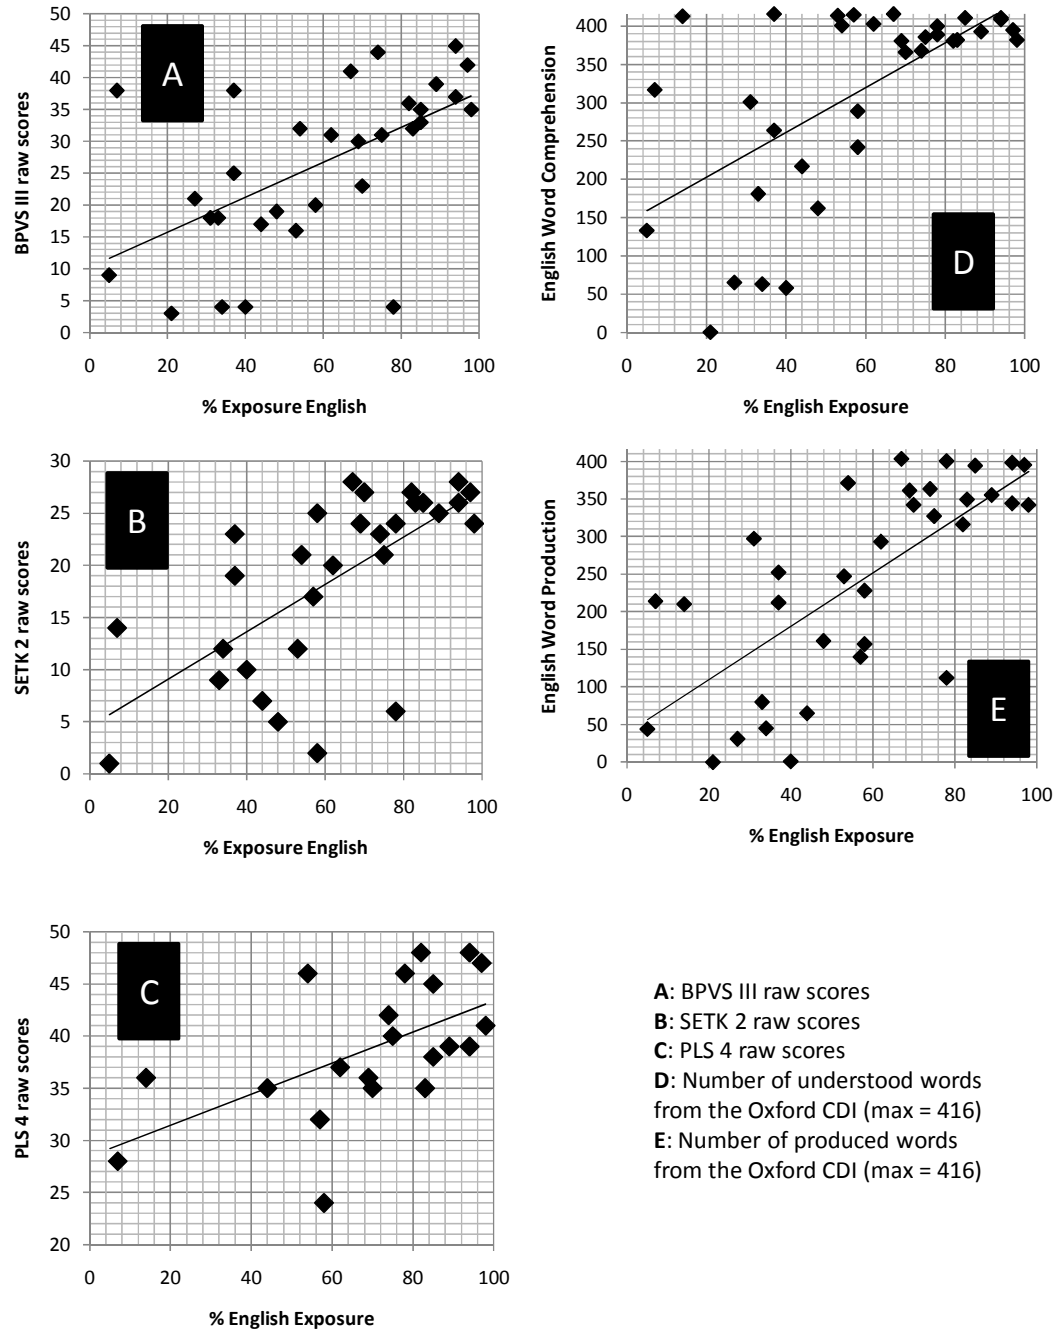 A
BPVS III raw scores
50
45
40
35
30
25
20
15
10
5
0
0 20 40 60 80 100
% Exposure English
D
English Word Comprehension
400
350
300
250
200
150
100
50
0
0 20 40 60 80 100
% English Exposure
B
SETK 2 raw scores
30
25
20
15
10
5
0
0 20 40 60 80 100
% Exposure English
E
English Word Production
400
350
300
250
200
150
100
50
0
0 20 40 60 80 100
% English Exposure
C
PLS 4 raw scores
50
45
40
35
30
25
20
0 20 40 60 80 100
% English Exposure
A: BPVS III raw scores
B: SETK 2 raw scores
C: PLS 4 raw scores
D: Number of understood words
from the Oxford CDI (max = 416)
E: Number of produced words
from the Oxford CDI (max = 416)